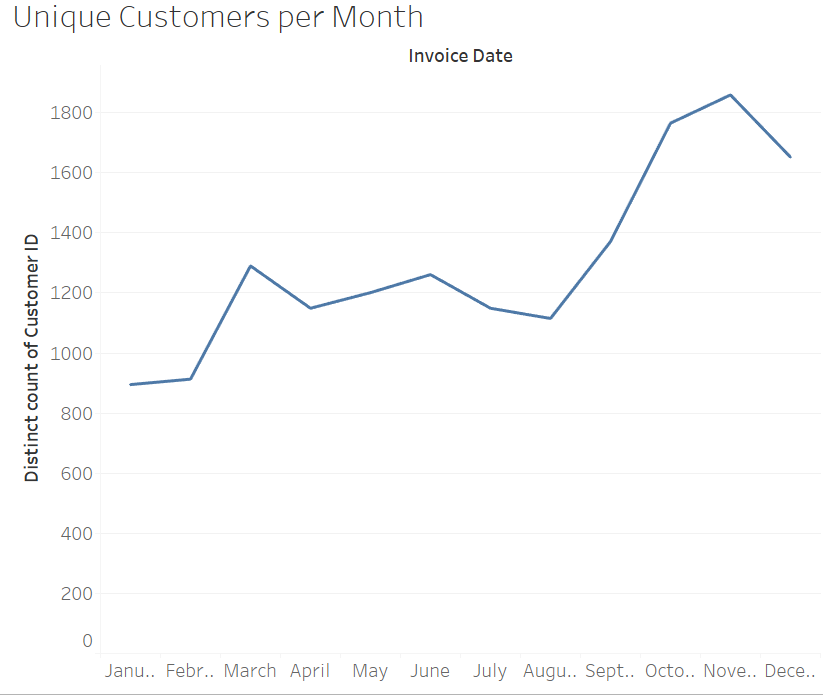 Unique Customers per Month
Invoice Date
Distinct count of Customer ID
1800
1600
1400
1200
1000
800
600
400
200
0
Janu.. Febr.. March April May June July Augu.. Sept.. Octo.. Nove.. Dece..